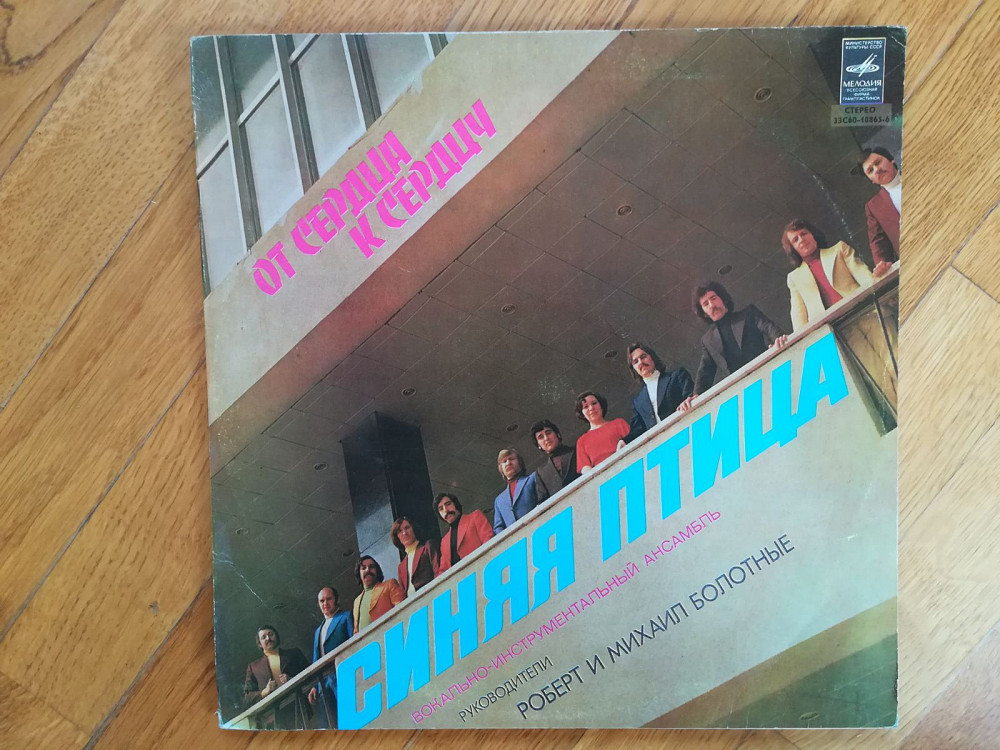 МИНИСТЕРСТВО
КУЛЬТУРЫ СССР
МЕЛОДИЯ
ВСЕСОЮЗНАЯ
ФИРМА
ГРАМПЛАСТИНОК
СТЕРЕО
33С60-10865-6
ОТ СЕРДЦА
К СЕРДЦУ
СИНЯЯ ПТИЦА
ВОКАЛЬНО-ИНСТРУМЕНТАЛЬНЫЙ АНСАМБЛЬ
РУКОВОДИТЕЛИ
РОБЕРТ И МИХАИЛ БОЛОТНЫЕ